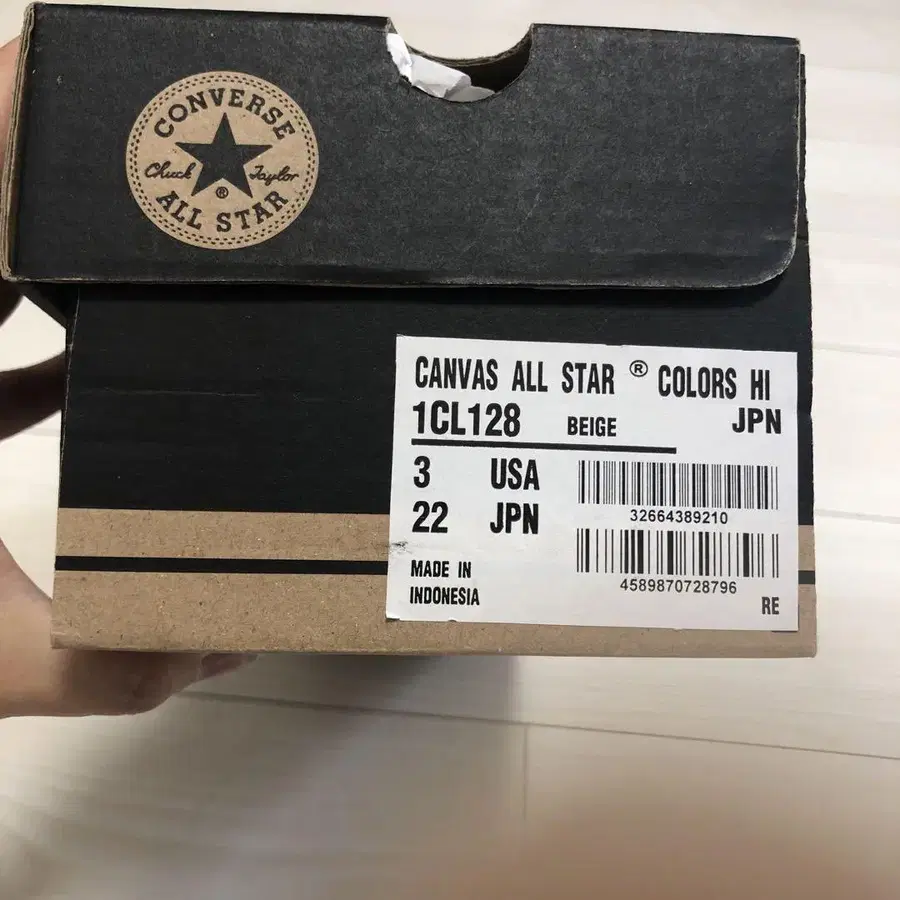 CONVERSE
Chuck Taylor
®
ALL STAR
CANVAS ALL STAR ® COLORS HI
1CL128 BEIGE JPN
3 USA
22 JPN
32664389210
4589870728796
MADE IN
INDONESIA
RE